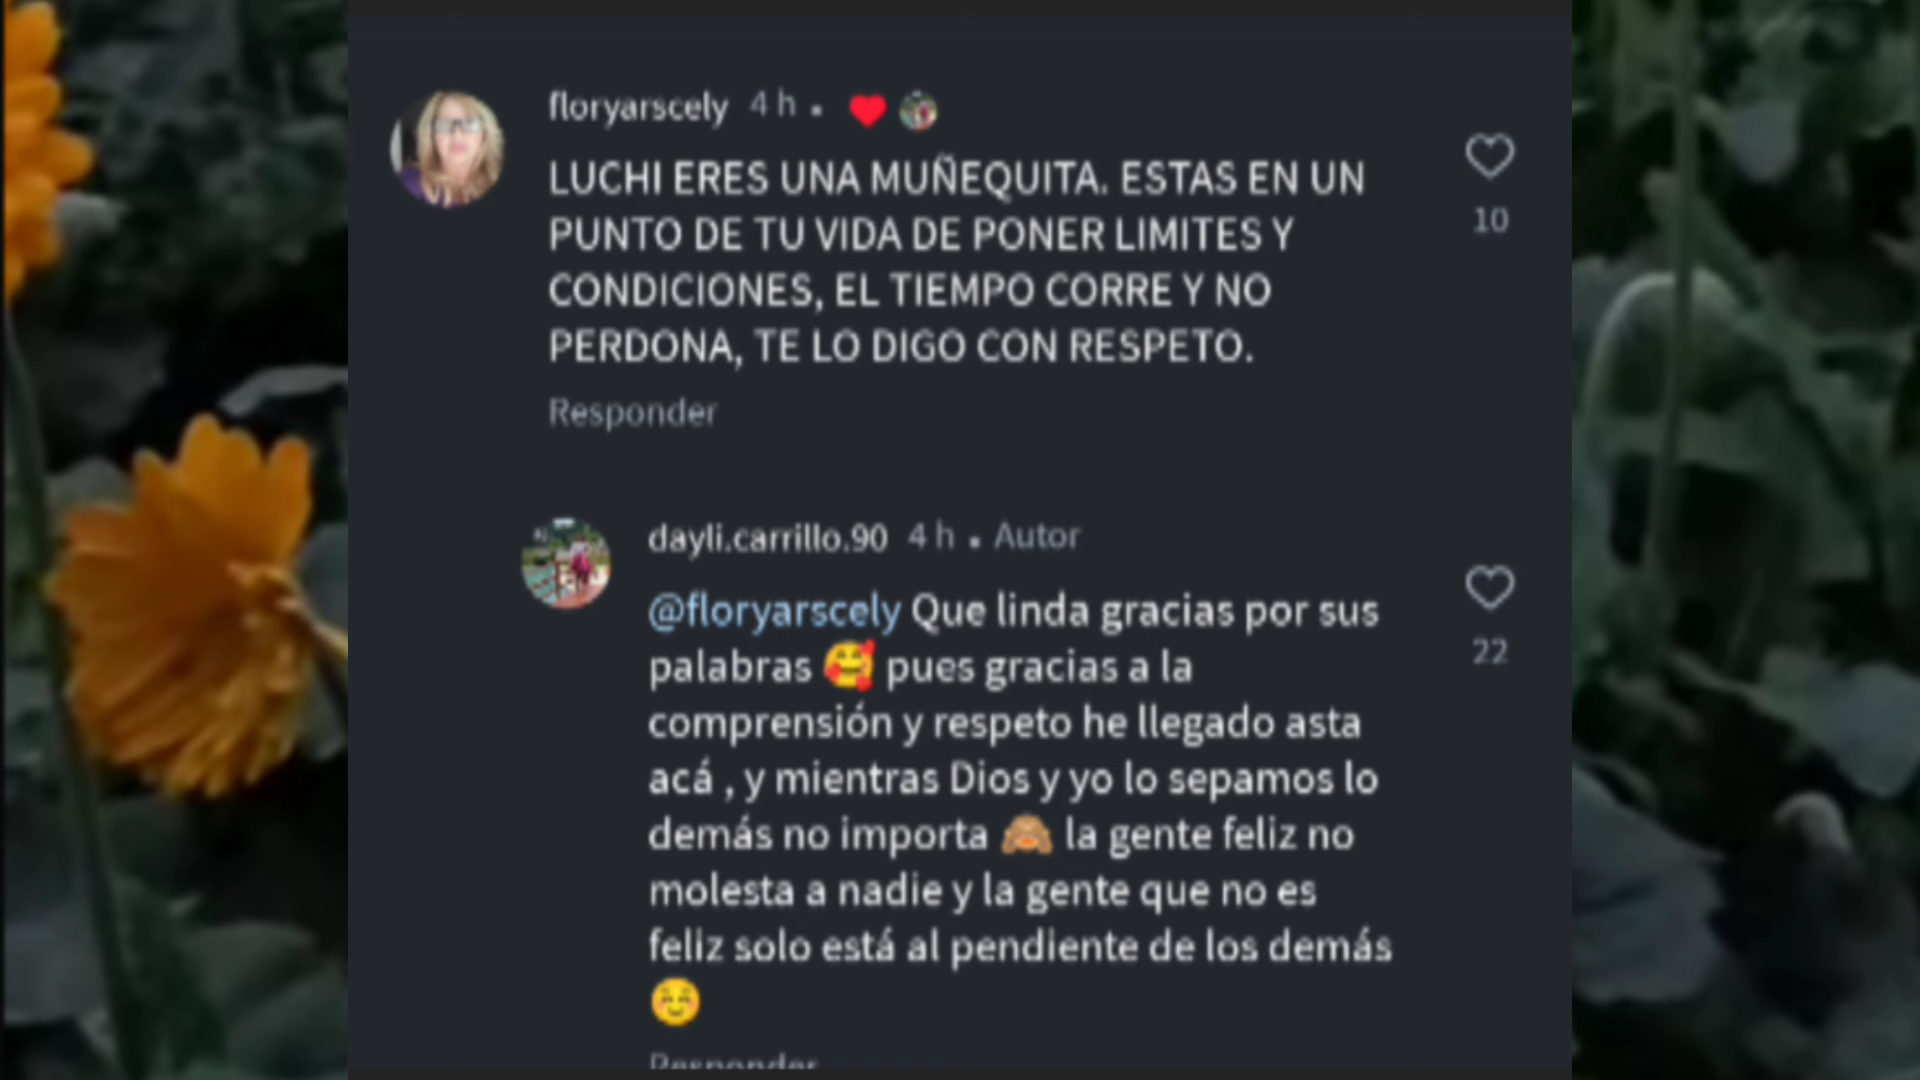 floryarscely 4 h .
LUCHI ERES UNA MUÑEQUITA. ESTAS EN UN
PUNTO DE TU VIDA DE PONER LIMITES Y
CONDICIONES, EL TIEMPO CORRE Y NO
PERDONA, TE LO DIGO CON RESPETO.
10
Responder
dayli.carrillo.90 4 h . Autor
@floryarscely Que linda gracias por sus
palabras 🥰 pues gracias a la
comprensión y respeto he llegado asta
acá , y mientras Dios y yo lo sepamos lo
demás no importa 🙈 la gente feliz no
molesta a nadie y la gente que no es
feliz solo está al pendiente de los demás
☺️
22
Responder